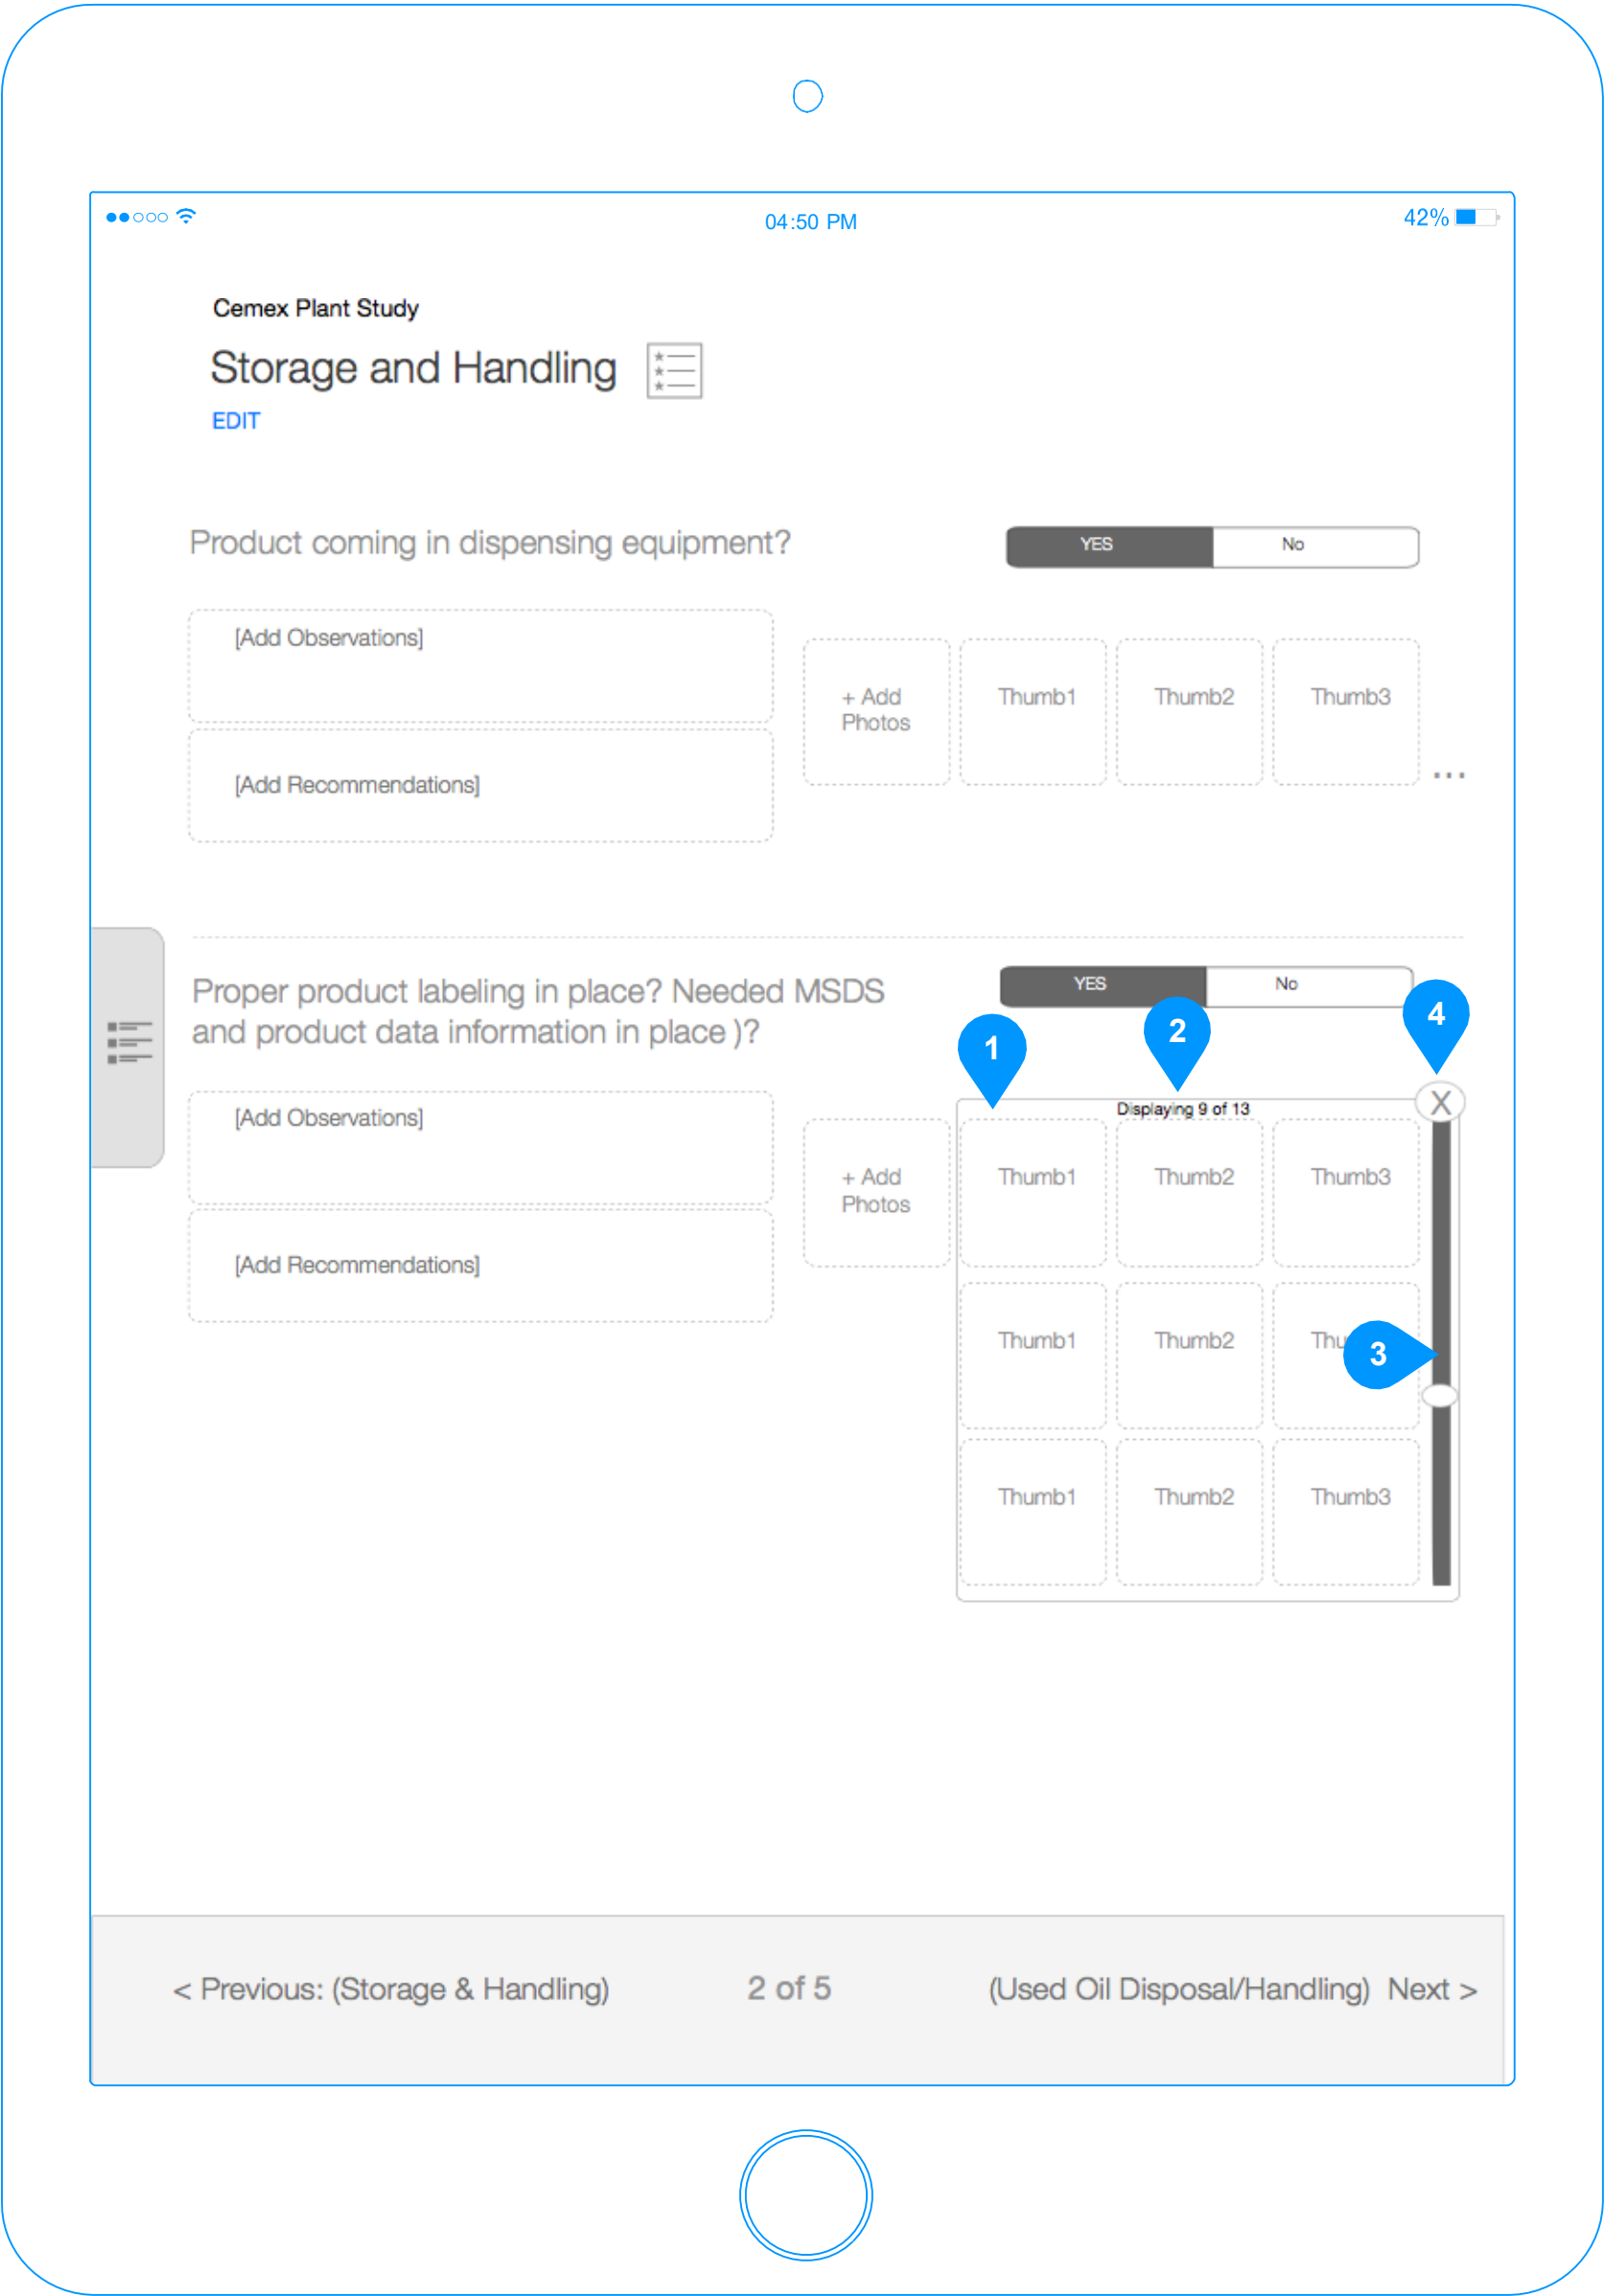 04:50 PM
42%
Cemex Plant Study
Storage and Handling
EDIT
Product coming in dispensing equipment?
YES
No
[Add Observations]
[Add Recommendations]
+ Add
Photos
Thumb1
Thumb2
Thumb3
...
Proper product labeling in place? Needed MSDS
and product data information in place )?
YES
No
1
2
4
[Add Observations]
[Add Recommendations]
+ Add
Photos
Displaying 9 of 13
X
Thumb1
Thumb2
Thumb3
Thumb1
Thumb2
Thu
3
Thumb1
Thumb2
Thumb3
< Previous: (Storage & Handling)
2 of 5
(Used Oil Disposal/Handling) Next >